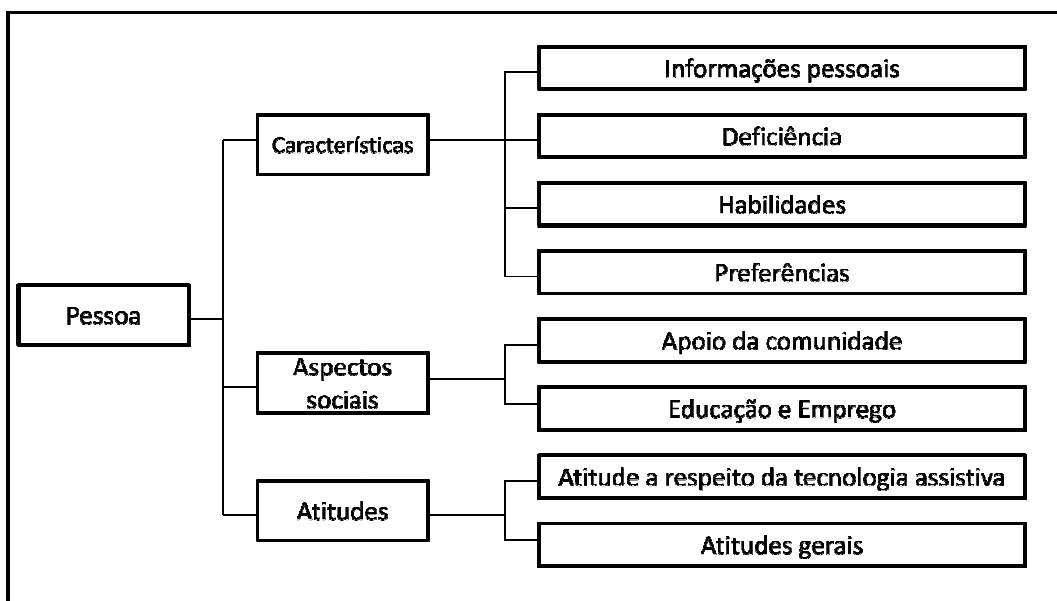 Informações pessoais
Características
Deficiência
Habilidades
Preferências
Pessoa
Aspectos
sociais
Apoio da comunidade
Educação e Emprego
Atitudes
Atitude a respeito da tecnologia assistiva
Atitudes gerais